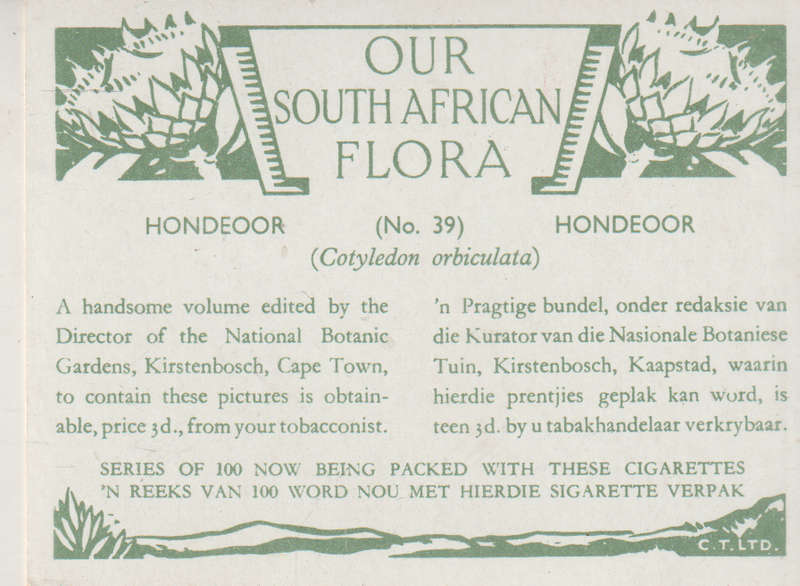 OUR
SOUTH AFRICAN
FLORA
HONDEOOR (No. 39) HONDEOOR
(Cotyledon orbiculata)
A handsome volume edited by the
Director of the National Botanic
Gardens, Kirstenbosch, Cape Town,
to contain these pictures is obtain-
able, price 3d., from your tobacconist.
'n Pragtige bundel, onder redaksie van
die Kurator van die Nasionale Botaniese
Tuin, Kirstenbosch, Kaapstad, waarin
hierdie prentjies geplak kan word, is
teen 3d. by u tabakhandelaar verkrybaar.
SERIES OF 100 NOW BEING PACKED WITH THESE CIGARETTES
'N REEKS VAN 100 WORD NOU MET HIERDIE SIGARETTE VERPAK
C.T. LTD.